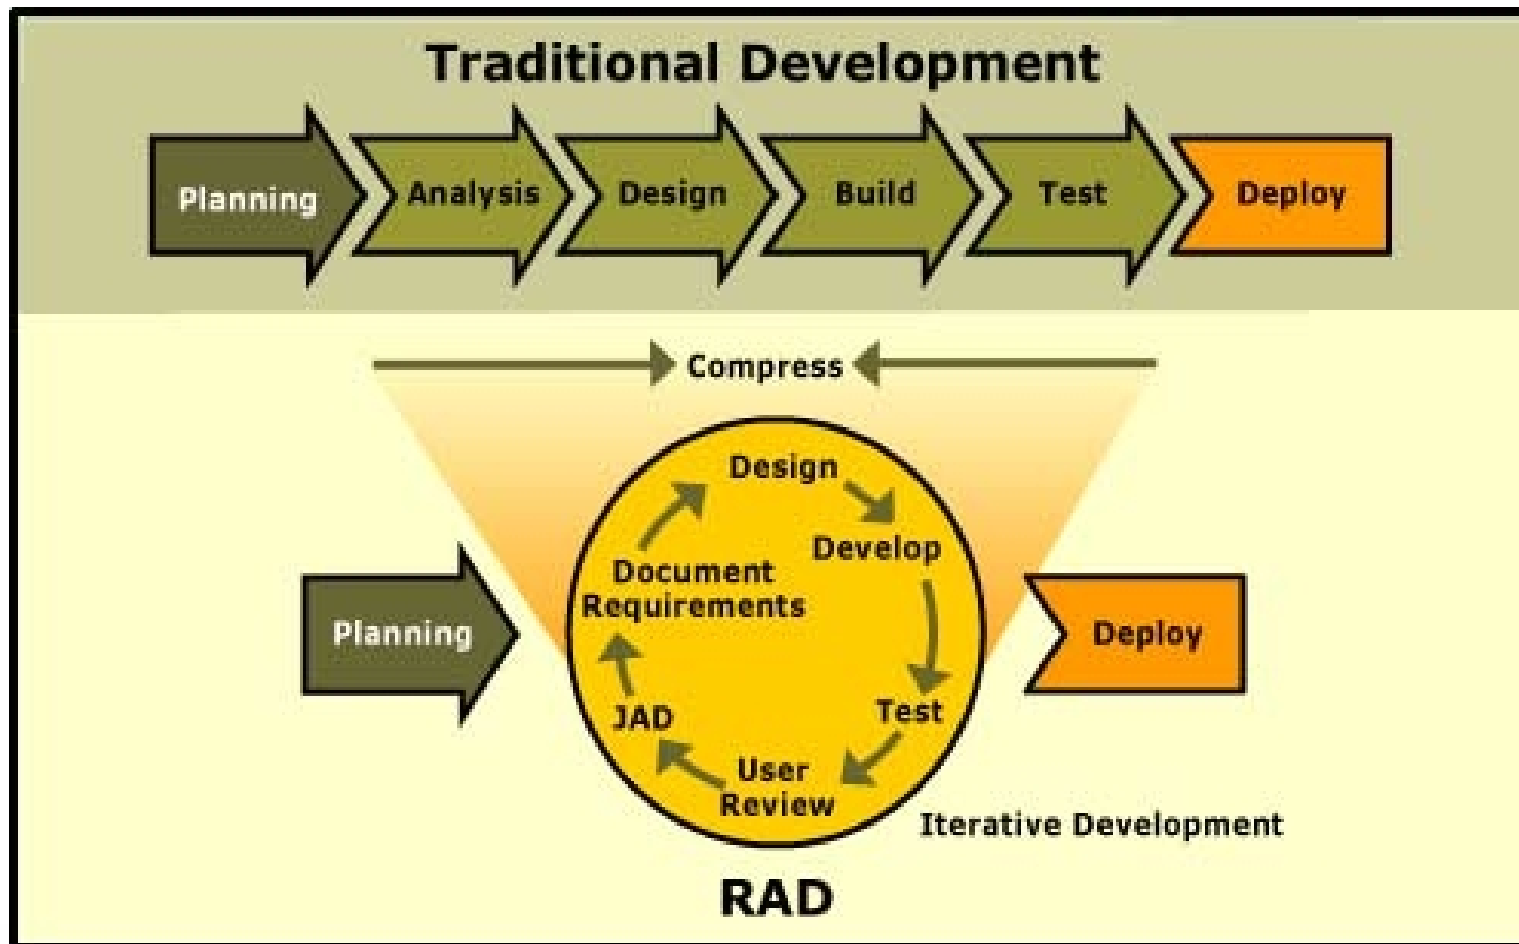 Traditional Development
Planning
Analysis
Design
Build
Test
Deploy
Compress
Design
Develop
Document
Requirements
Planning
Deploy
JAD
Test
User
Review
Iterative Development
RAD